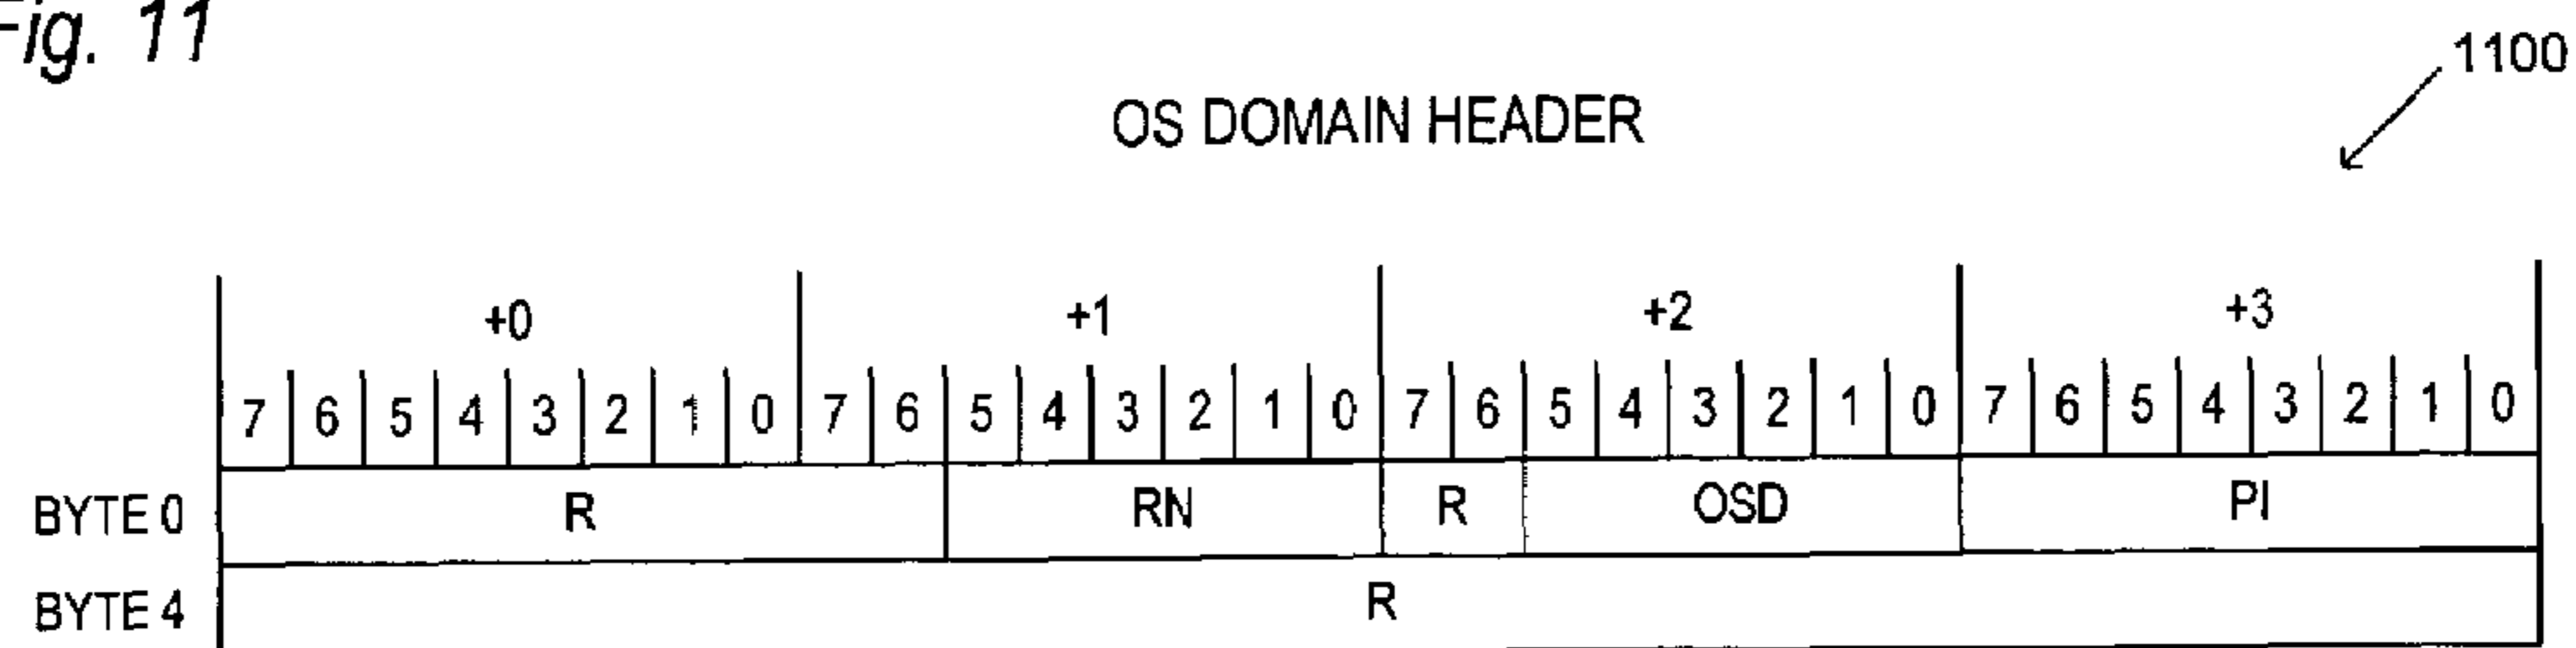 Fig. 11
1100
OS DOMAIN HEADER
+0 +1 +2 +3
7 6 5 4 3 2 1 0 7 6 5 4 3 2 1 0 7 6 5 4 3 2 1 0 7 6 5 4 3 2 1 0
BYTE 0 R RN R OSD PI
BYTE 4 R